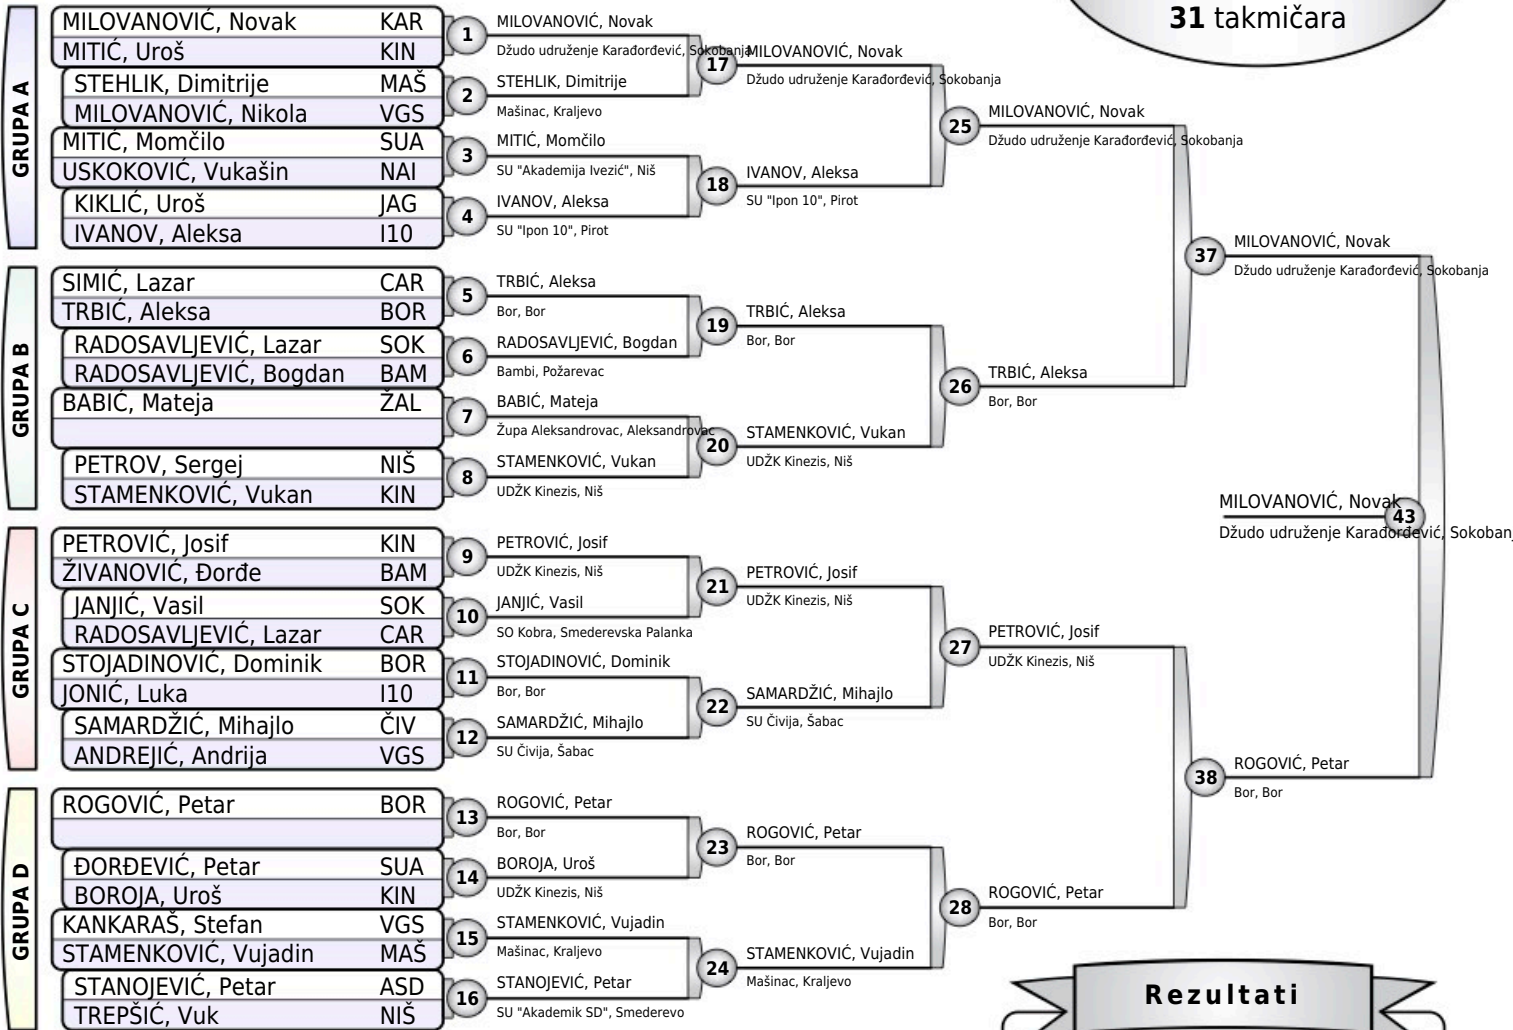 31 takmičara
GRUPA A
MILOVANOVIĆ, Novak KAR
MITIĆ, Uroš KIN
STEHLIK, Dimitrije MAŠ
MILOVANOVIĆ, Nikola VGS
MITIĆ, Momčilo SUA
USKOKOVIĆ, Vukašin NAI
KIKLIĆ, Uroš JAG
IVANOV, Aleksa I10
GRUPA B
SIMIĆ, Lazar CAR
TRBIĆ, Aleksa BOR
RADOSAVLJEVIĆ, Lazar SOK
RADOSAVLJEVIĆ, Bogdan BAM
BABIĆ, Mateja ŽAL
PETROV, Sergej NIŠ
STAMENKOVIĆ, Vukan KIN
GRUPA C
PETROVIĆ, Josif KIN
ŽIVANOVIĆ, Đorđe BAM
JANJIĆ, Vasil SOK
RADOSAVLJEVIĆ, Lazar CAR
STOJADINOVIĆ, Dominik BOR
JONIĆ, Luka I10
SAMARDŽIĆ, Mihajlo ČIV
ANDREJIĆ, Andrija VGS
GRUPA D
ROGOVIĆ, Petar BOR
ĐORĐEVIĆ, Petar SUA
BOROJA, Uroš KIN
KANKARAŠ, Stefan VGS
STAMENKOVIĆ, Vujadin MAŠ
STANOJEVIĆ, Petar ASD
TREPŠIĆ, Vuk NIŠ
1
MILOVANOVIĆ, Novak
Džudo udruženje Karađorđević, Sokobanja
2
STEHLIK, Dimitrije
Mašinac, Kraljevo
3
MITIĆ, Momčilo
SU "Akademija Ivezić", Niš
4
IVANOV, Aleksa
SU "Ipon 10", Pirot
5
TRBIĆ, Aleksa
Bor, Bor
6
RADOSAVLJEVIĆ, Bogdan
Bambi, Požarevac
7
BABIĆ, Mateja
Župa Aleksandrovac, Aleksandrovac
8
STAMENKOVIĆ, Vukan
UDŽK Kinezis, Niš
9
PETROVIĆ, Josif
UDŽK Kinezis, Niš
10
JANJIĆ, Vasil
SO Kobra, Smederevska Palanka
11
STOJADINOVIĆ, Dominik
Bor, Bor
12
SAMARDŽIĆ, Mihajlo
SU Čivija, Šabac
13
ROGOVIĆ, Petar
Bor, Bor
14
BOROJA, Uroš
UDŽK Kinezis, Niš
15
STAMENKOVIĆ, Vujadin
Mašinac, Kraljevo
16
STANOJEVIĆ, Petar
SU "Akademik SD", Smederevo
17
MILOVANOVIĆ, Novak
Džudo udruženje Karađorđević, Sokobanja
18
IVANOV, Aleksa
SU "Ipon 10", Pirot
19
TRBIĆ, Aleksa
Bor, Bor
20
STAMENKOVIĆ, Vukan
UDŽK Kinezis, Niš
21
PETROVIĆ, Josif
UDŽK Kinezis, Niš
22
SAMARDŽIĆ, Mihajlo
SU Čivija, Šabac
23
ROGOVIĆ, Petar
Bor, Bor
24
STAMENKOVIĆ, Vujadin
Mašinac, Kraljevo
25
MILOVANOVIĆ, Novak
Džudo udruženje Karađorđević, Sokobanja
26
TRBIĆ, Aleksa
Bor, Bor
27
PETROVIĆ, Josif
UDŽK Kinezis, Niš
28
ROGOVIĆ, Petar
Bor, Bor
37
MILOVANOVIĆ, Novak
Džudo udruženje Karađorđević, Sokobanja
38
ROGOVIĆ, Petar
Bor, Bor
43
MILOVANOVIĆ, Novak
Džudo udruženje Karađorđević, Sokoban
Rezultati